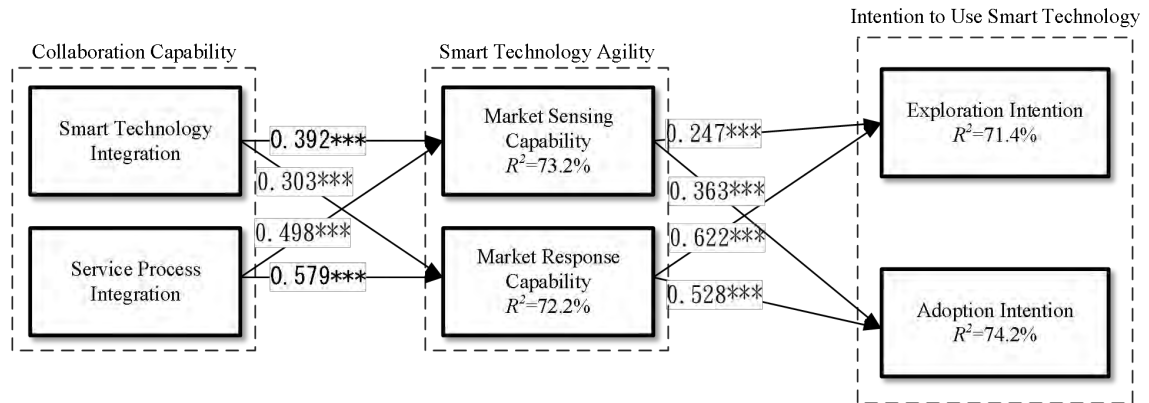 Collaboration Capability
Smart Technology
Integration
Service Process
Integration
0.392***
0.303***
0.498***
0.579***
Smart Technology Agility
Market Sensing
Capability
R²=73.2%
Market Response
Capability
R²=72.2%
0.247***
0.363***
0.622***
0.528***
Intention to Use Smart Technology
Exploration Intention
R²=71.4%
Adoption Intention
R²=74.2%